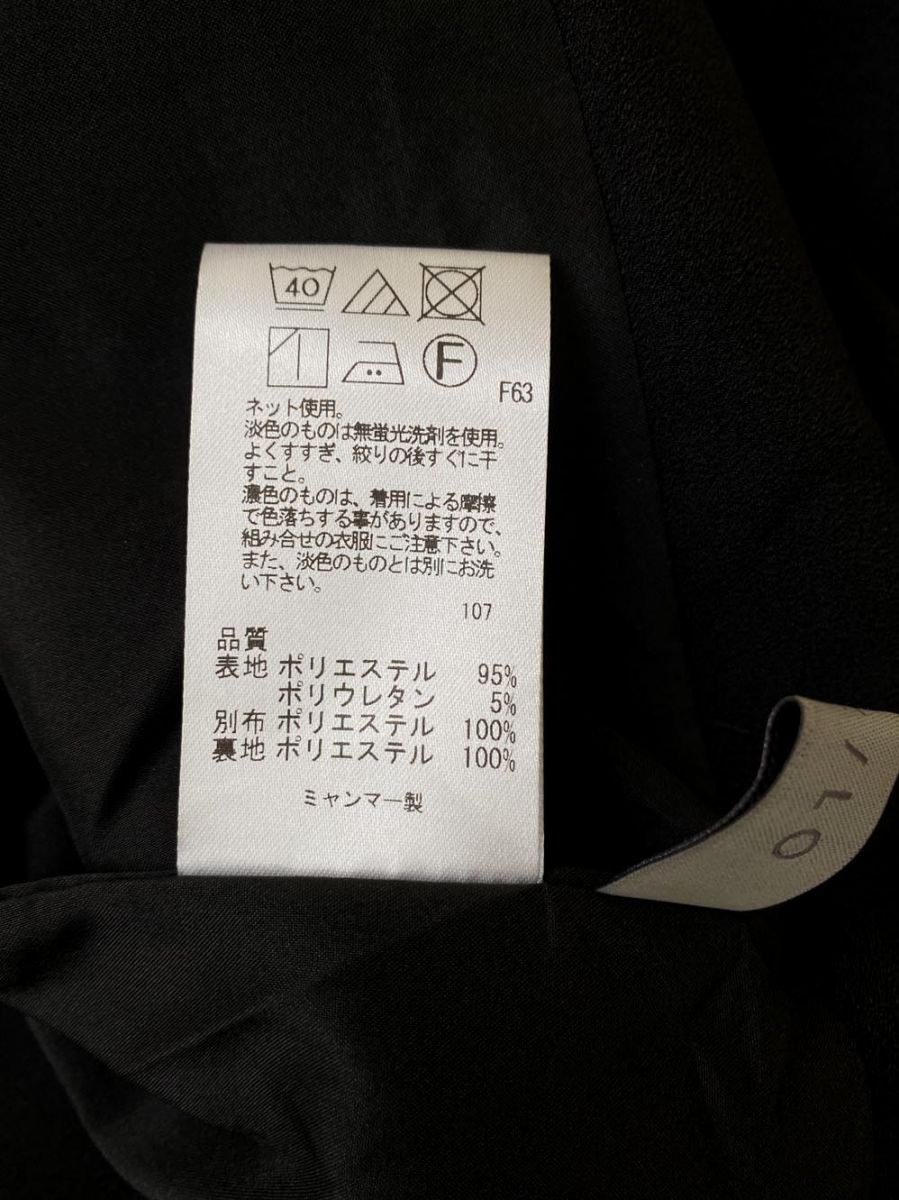 40
F
F63
ネット使用。
淡色のものは無蛍光洗剤を使用。
よくすすぎ、絞りの後すぐに干
すこと。
濃色のものは、着用による摩擦
で色落ちする事がありますので、
組み合せの衣服にご注意下さい。
また、淡色のものとは別にお洗
い下さい。
107
品質
表地 ポリエステル 95%
ポリウレタン 5%
別布 ポリエステル 100%
裏地 ポリエステル 100%
ミャンマー製